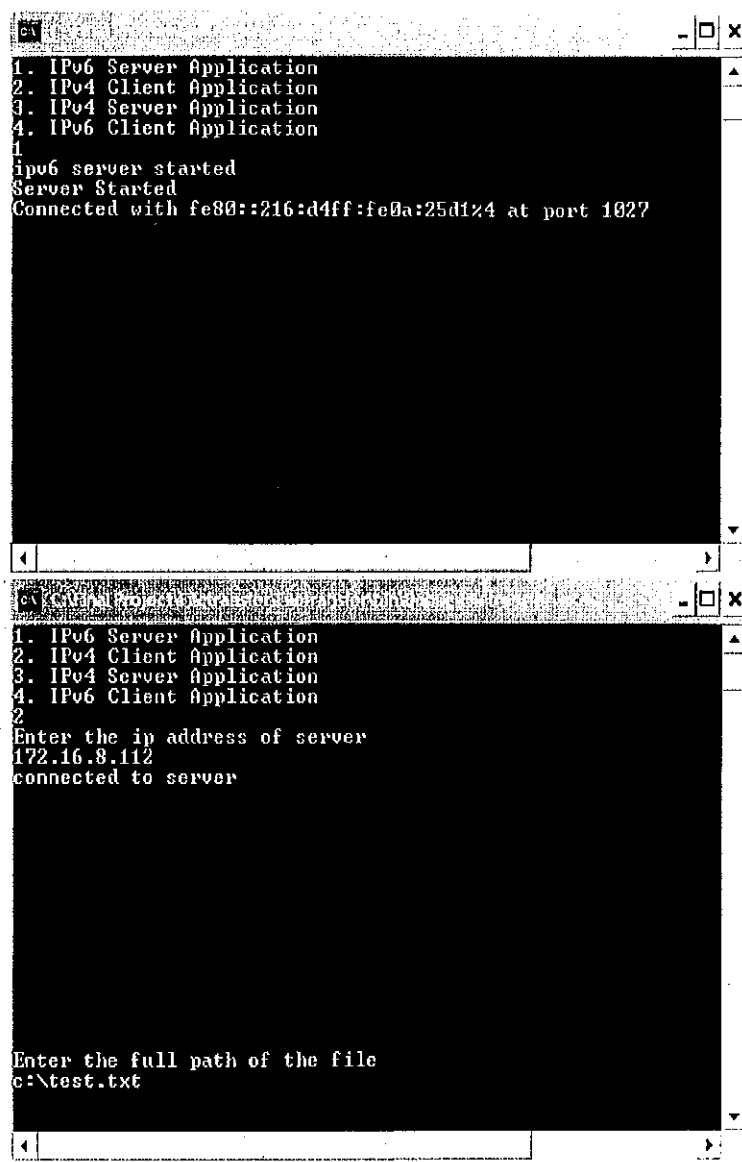 1. IPv6 Server Application
2. IPv4 Client Application
3. IPv4 Server Application
4. IPv6 Client Application
1
ipv6 server started
Server Started
Connected with fe80::216:d4ff:fe0a:25d1%4 at port 1027
1. IPv6 Server Application
2. IPv4 Client Application
3. IPv4 Server Application
4. IPv6 Client Application
2
Enter the ip address of server
172.16.8.112
connected to server
Enter the full path of the file
c:\test.txt